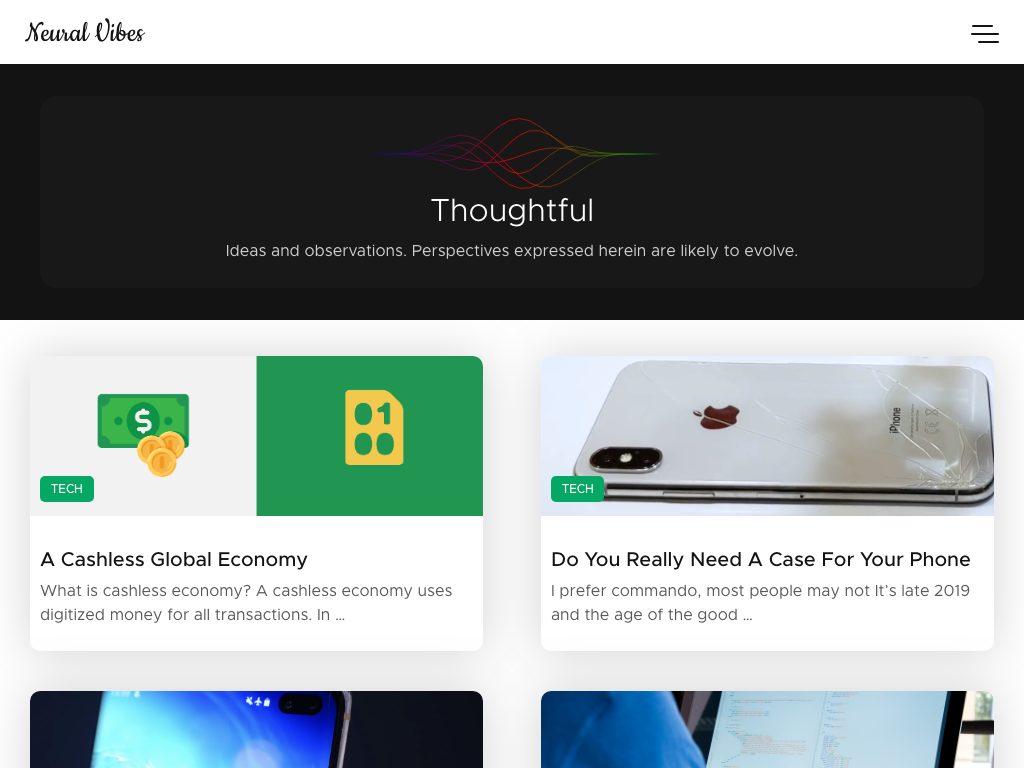 Neural Vibes
Thoughtful
Ideas and observations. Perspectives expressed herein are likely to evolve.
$
01
00
TECH
iPhone
TECH
A Cashless Global Economy
What is cashless economy? A cashless economy uses
digitized money for all transactions. In ...
Do You Really Need A Case For Your Phone
I prefer commando, most people may not It's late 2019
and the age of the good ...